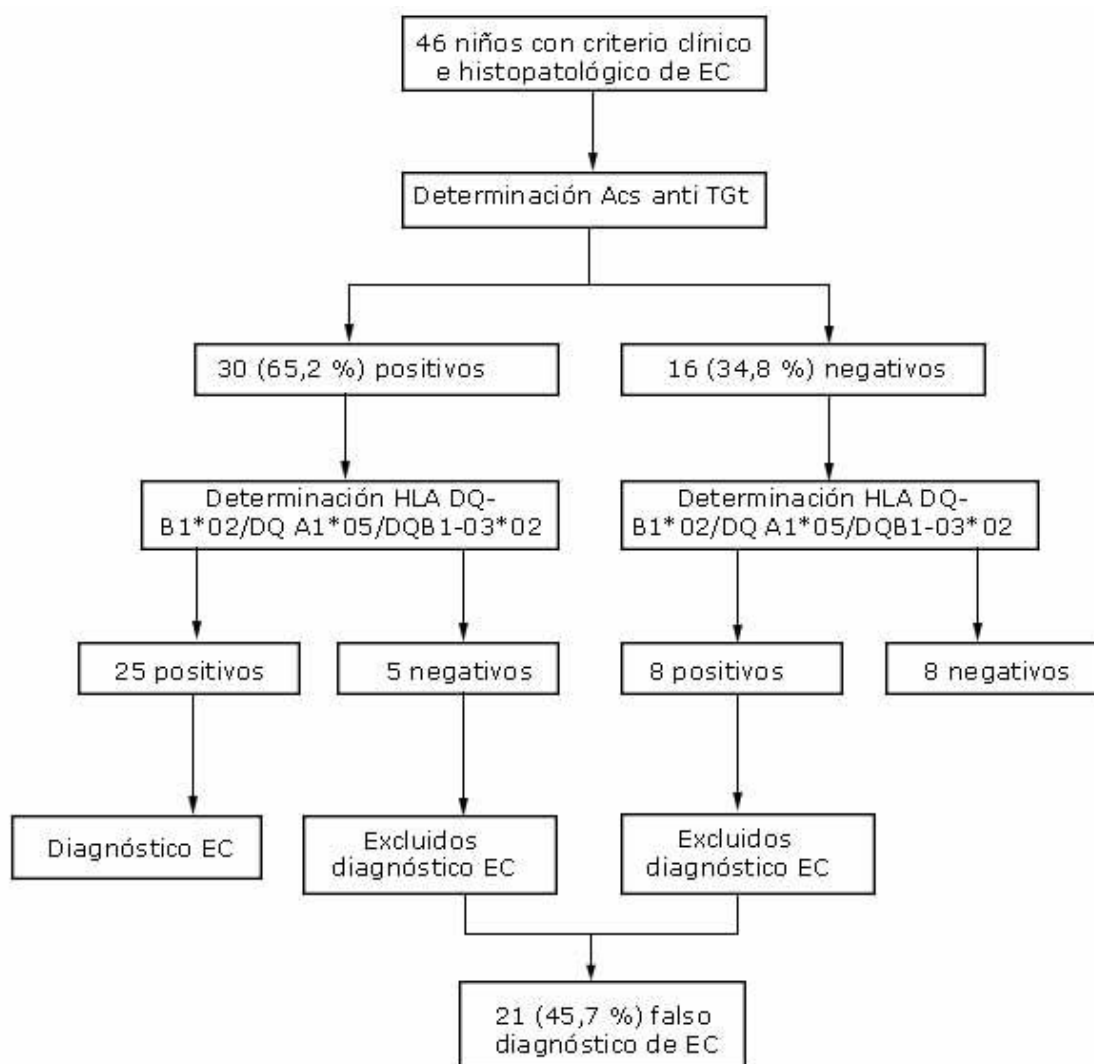 46 niños con criterio clínico
e histopatológico de EC
Determinación Acs anti TGt
30 (65,2 %) positivos
16 (34,8 %) negativos
Determinación HLA DQ-
B1*02/DQ A1*05/DQB1-03*02
Determinación HLA DQ-
B1*02/DQ A1*05/DQB1-03*02
25 positivos
5 negativos
8 positivos
8 negativos
Diagnóstico EC
Excluidos
diagnóstico EC
Excluidos
diagnóstico EC
21 (45,7 %) falso
diagnóstico de EC